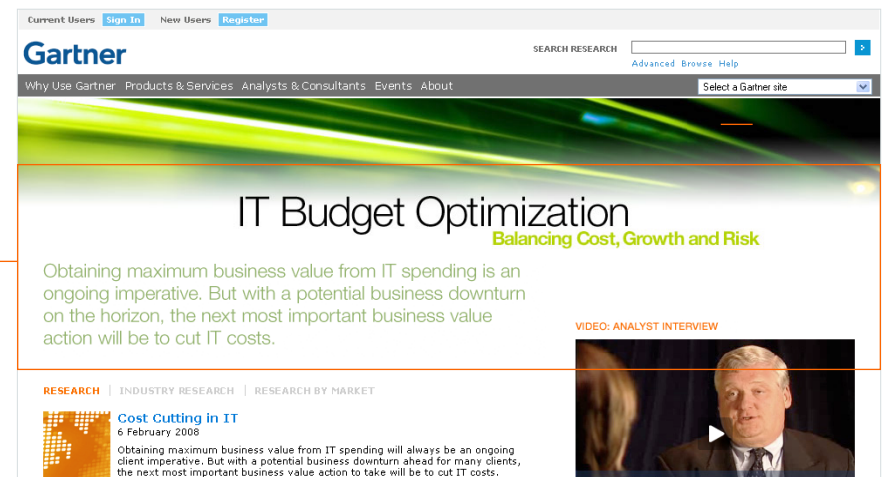 Current Users Sign In New Users Register
Gartner
SEARCH RESEARCH
Advanced Browse Help
Why Use Gartner Products & Services Analysts & Consultants Events About
Select a Gartner site
IT Budget Optimization
Balancing Cost, Growth and Risk
Obtaining maximum business value from IT spending is an
ongoing imperative. But with a potential business downturn
on the horizon, the next most important business value
action will be to cut IT costs.
VIDEO: ANALYST INTERVIEW
RESEARCH | INDUSTRY RESEARCH | RESEARCH BY MARKET
Cost Cutting in IT
6 February 2008
Obtaining maximum business value from IT spending will always be an ongoing
client imperative. But with a potential business downturn ahead for many clients,
the next most important business value action to take will be to cut IT costs.